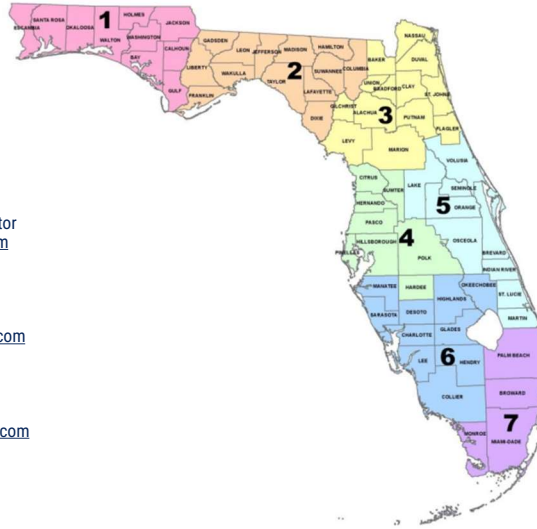 1
HOLMES
SANTA ROSA
OKALOOSA
JACKSON
ESCAMBIA
WALTON
WASHINGTON
BAY
CALHOUN
GULF
GADSDEN
LEON
JEFFERSON
MADISON
HAMILTON
LIBERTY
WAKULLA
2
TAYLOR
SUWANNEE
COLUMBIA
FRANKLIN
LAFAYETTE
DIXIE
NASSAU
BAKER
DUVAL
UNION
BRADFORD
CLAY
ST. JOHNS
GILCHRIST
ALACHUA
3
PUTNAM
FLAGLER
LEVY
MARION
VOLUSIA
CITRUS
SUMTER
LAKE
SEMINOLE
HERNANDO
5
ORANGE
PASCO
tor
m
HILLSBOROUGH
4
OSCEOLA
PINELLAS
POLK
BREVARD
INDIAN RIVER
MANATEE
HARDEE
OKEECHOBEE
HIGHLANDS
ST. LUCIE
SARASOTA
DESOTO
MARTIN
com
CHARLOTTE
GLADES
LEE
6
HENDRY
PALM BEACH
COLLIER
BROWARD
7
com
MONROE
MIAMI-DADE